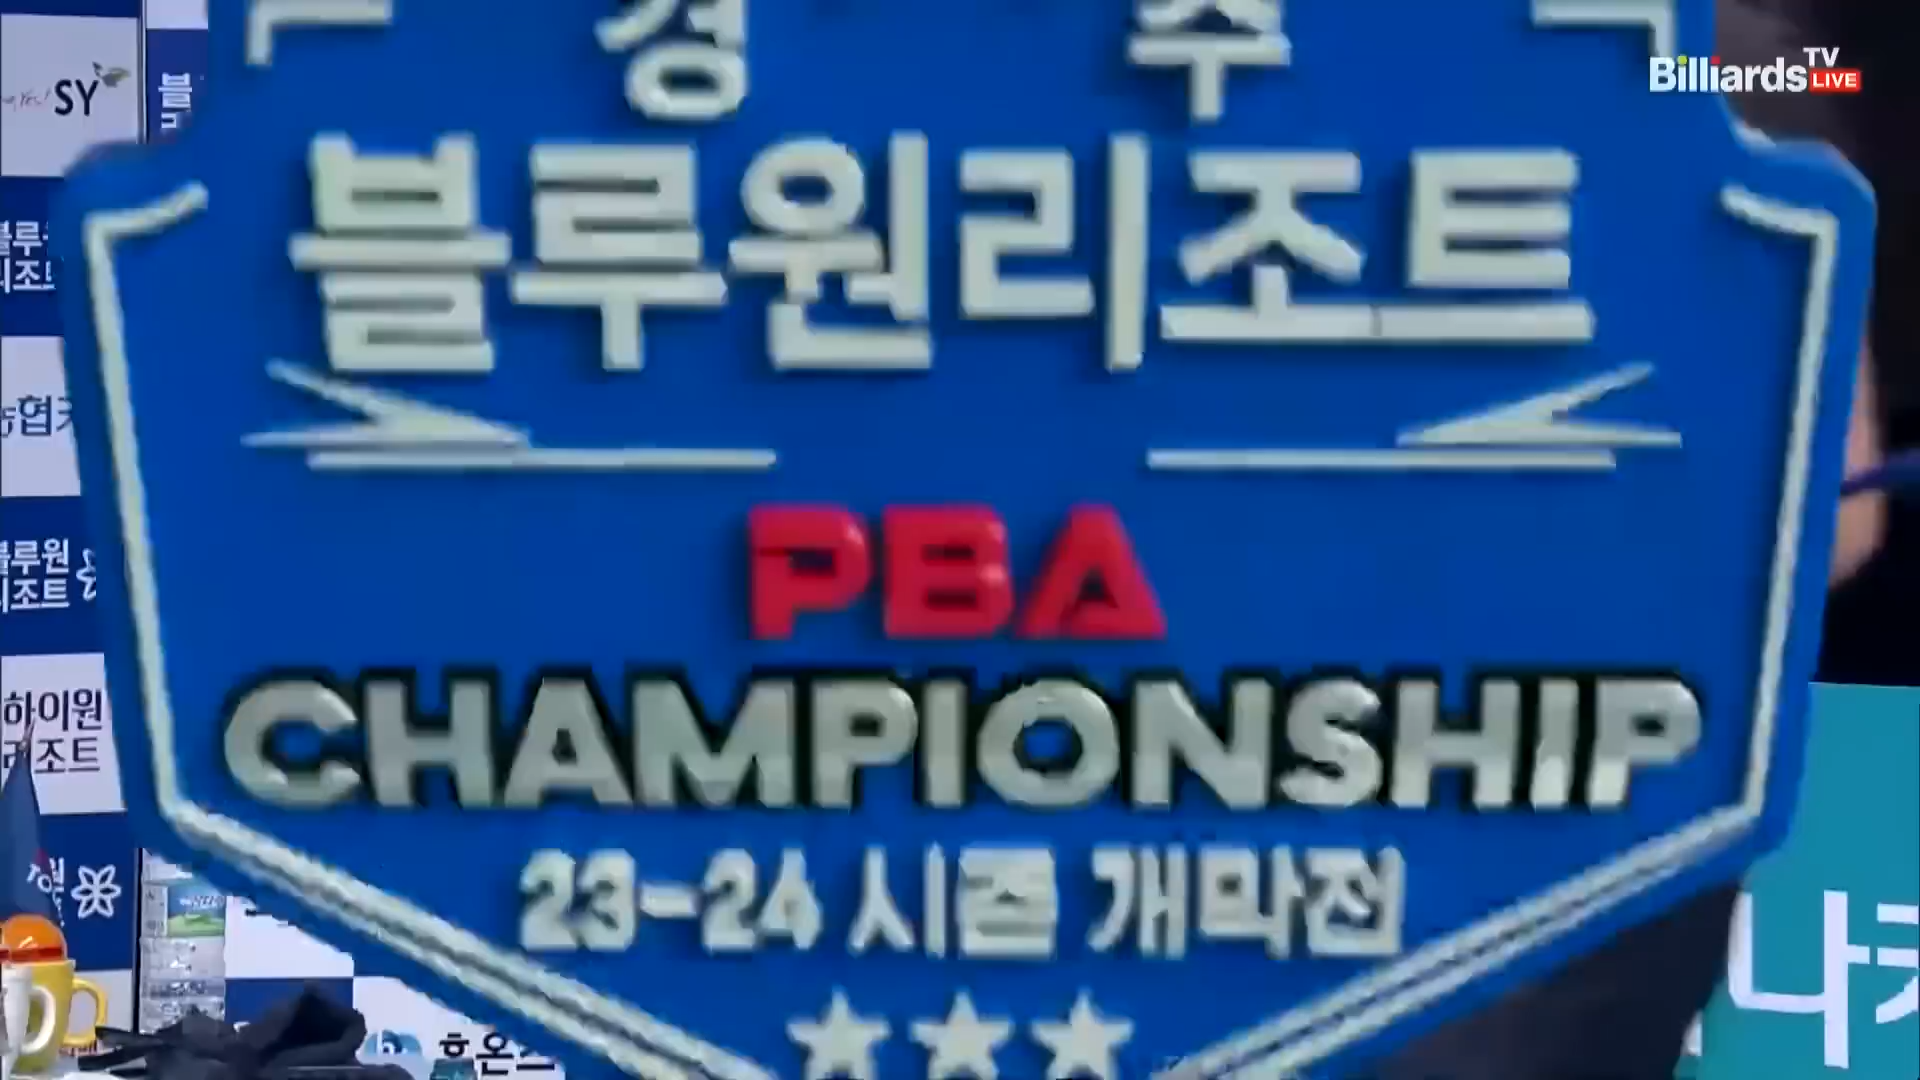 경 주
Billiards TV LIVE
SY
블루원리조트
협
블루원
리조트
PBA
CHAMPIONSHIP
하이원
리조트
23-24 시즌 개막전